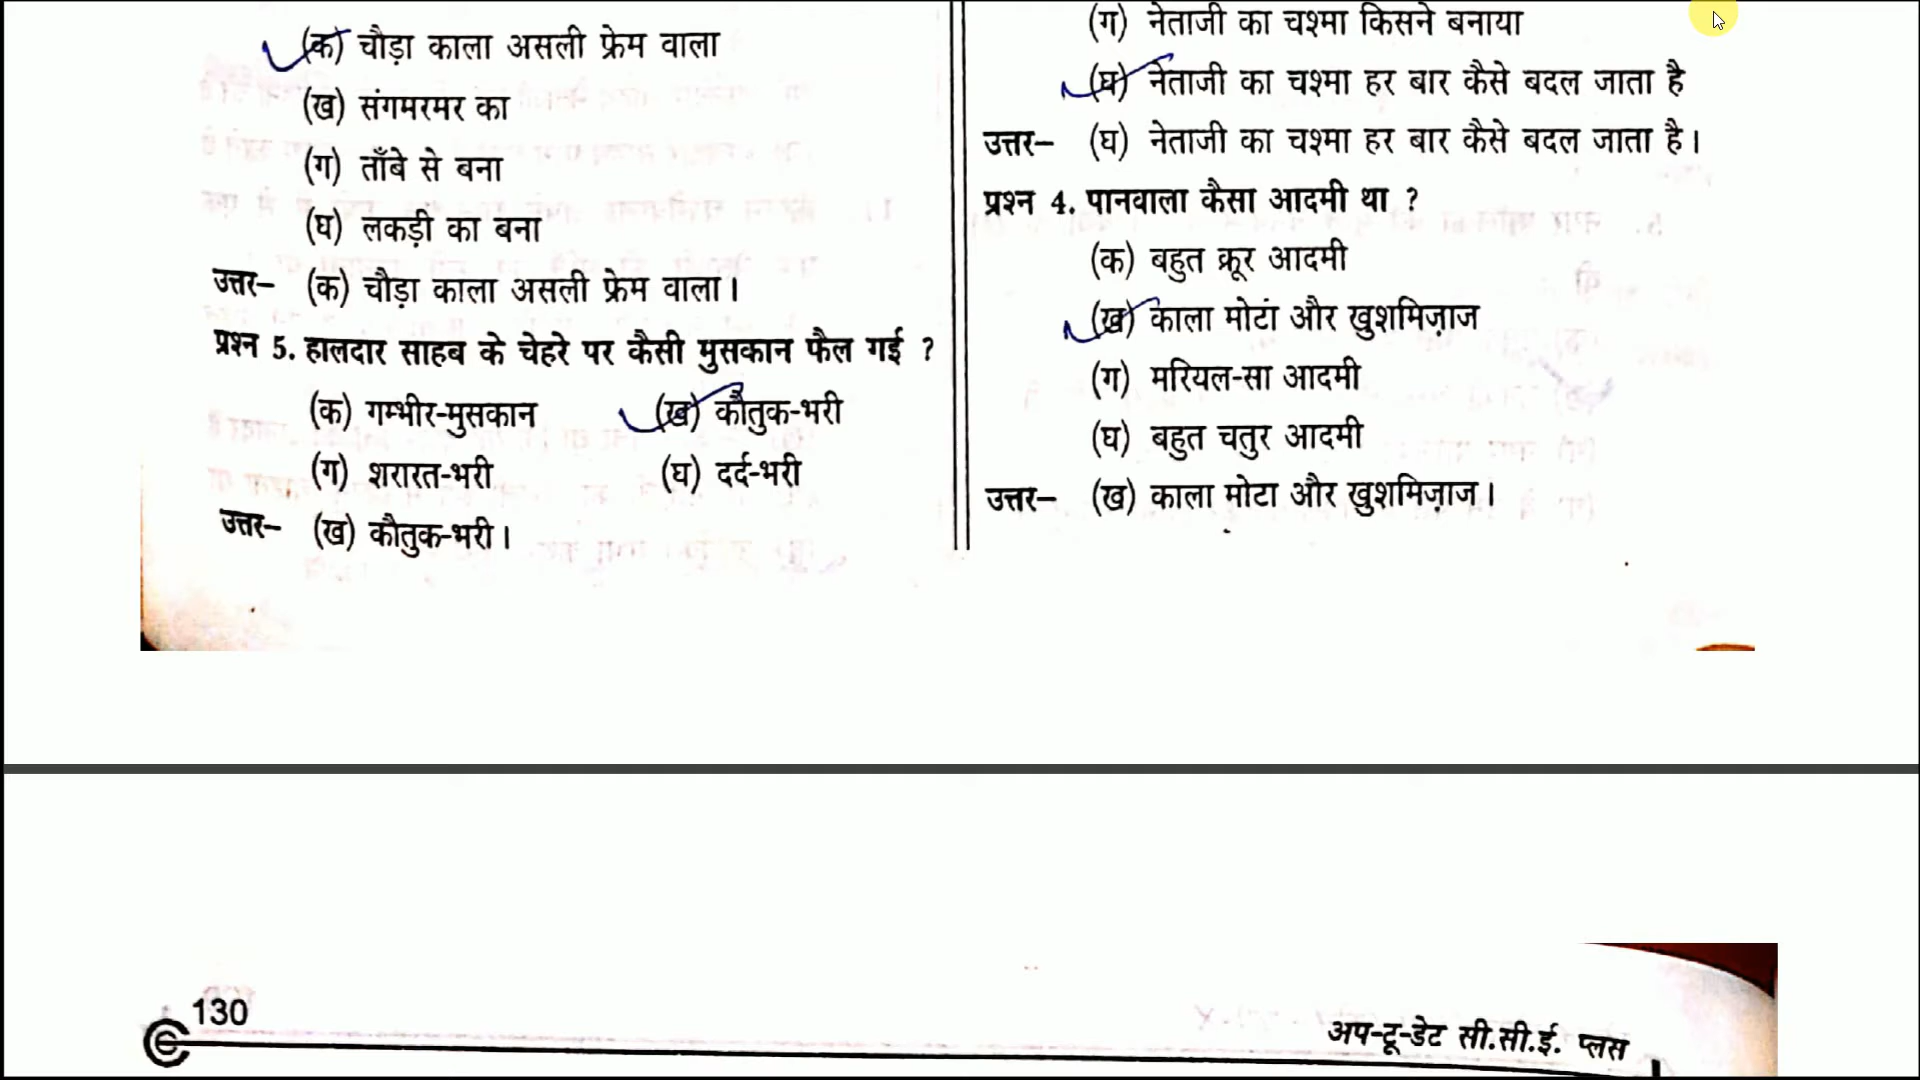 (क) चौड़ा काला असली फ्रेम वाला
(ख) संगमरमर का
(ग) ताँबे से बना
(घ) लकड़ी का बना
उत्तर– (क) चौड़ा काला असली फ्रेम वाला।
प्रश्न 5. हालदार साहब के चेहरे पर कैसी मुसकान फैल गई ?
(क) गम्भीर-मुसकान (ख) कौतुक-भरी
(ग) शरारत-भरी (घ) दर्द-भरी
उत्तर– (ख) कौतुक-भरी।
(ग) नेताजी का चश्मा किसने बनाया
(घ) नेताजी का चश्मा हर बार कैसे बदल जाता है
उत्तर– (घ) नेताजी का चश्मा हर बार कैसे बदल जाता है।
प्रश्न 4. पानवाला कैसा आदमी था ?
(क) बहुत क्रूर आदमी
(ख) काला मोटा और खुशमिज़ाज
(ग) मरियल-सा आदमी
(घ) बहुत चतुर आदमी
उत्तर– (ख) काला मोटा और खुशमिज़ाज।
130
अप-टू-डेट सी.सी.ई. प्लस